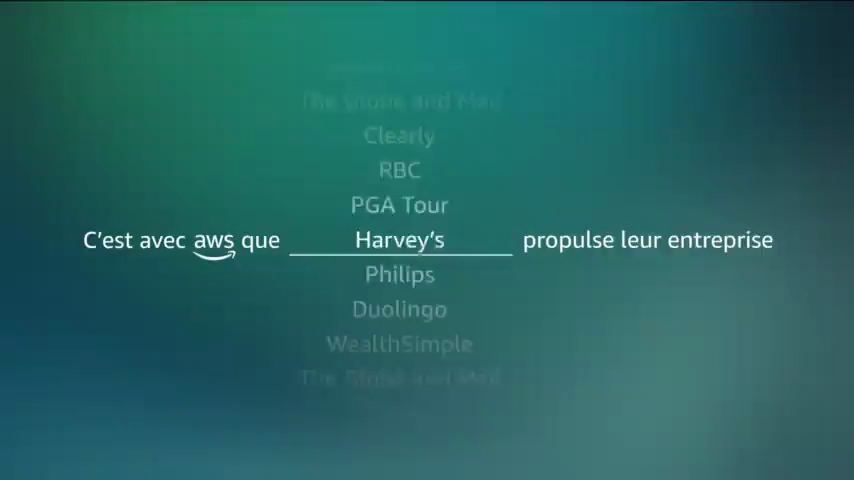 The Globe and Mail
Clearly
RBC
PGA Tour
C'est avec aws que Harvey's propulse leur entreprise
Philips
Duolingo
WealthSimple
The Globe and Mail